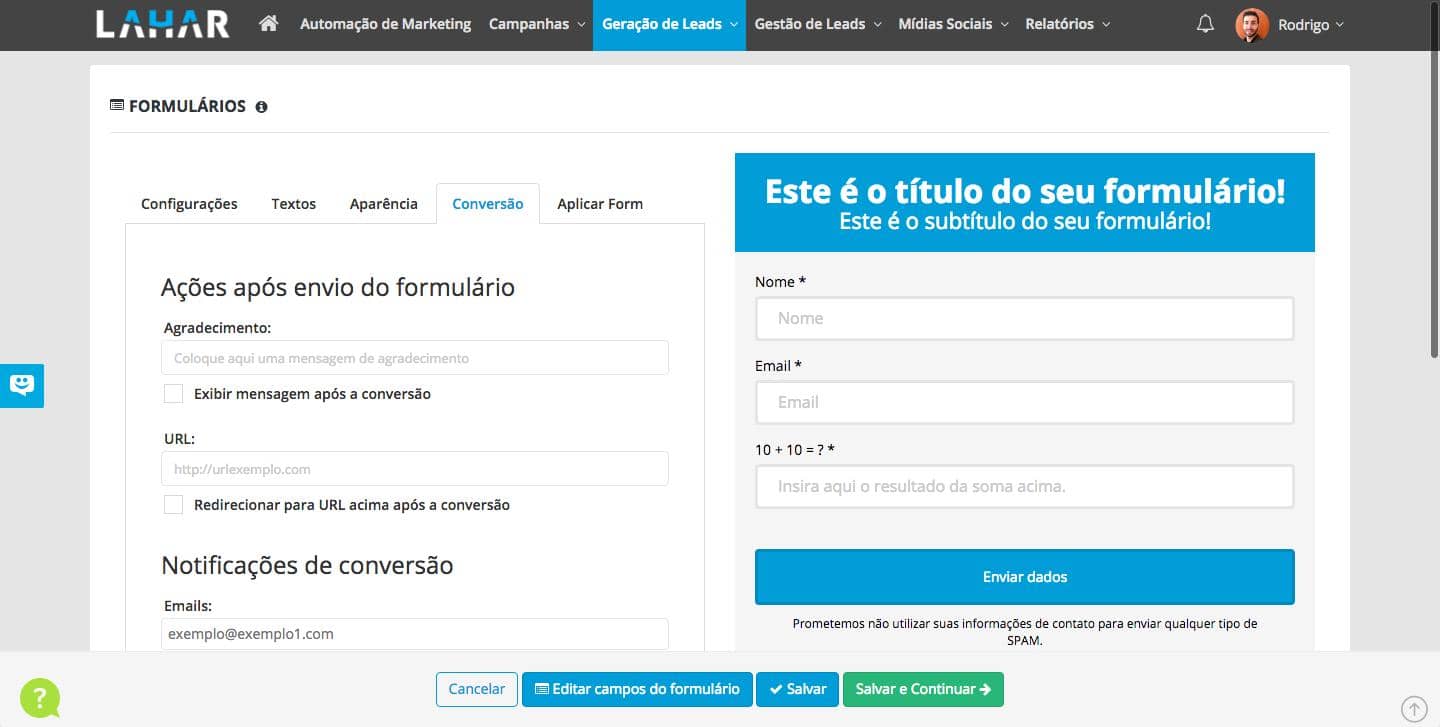 LAHAR
Automação de Marketing
Campanhas
Geração de Leads
Gestão de Leads
Mídias Sociais
Relatórios
Rodrigo
FORMULÁRIOS
Configurações
Textos
Aparência
Conversão
Aplicar Form
Ações após envio do formulário
Agradecimento:
Coloque aqui uma mensagem de agradecimento
Exibir mensagem após a conversão
URL:
http://urlexemplo.com
Redirecionar para URL acima após a conversão
Notificações de conversão
Emails:
exemplo@exemplo1.com
Este é o título do seu formulário!
Este é o subtítulo do seu formulário!
Nome *
Nome
Email *
Email
10 + 10 = ? *
Insira aqui o resultado da soma acima.
Enviar dados
Prometemos não utilizar suas informações de contato para enviar qualquer tipo de
SPAM.
?
Cancelar
Editar campos do formulário
Salvar
Salvar e Continuar